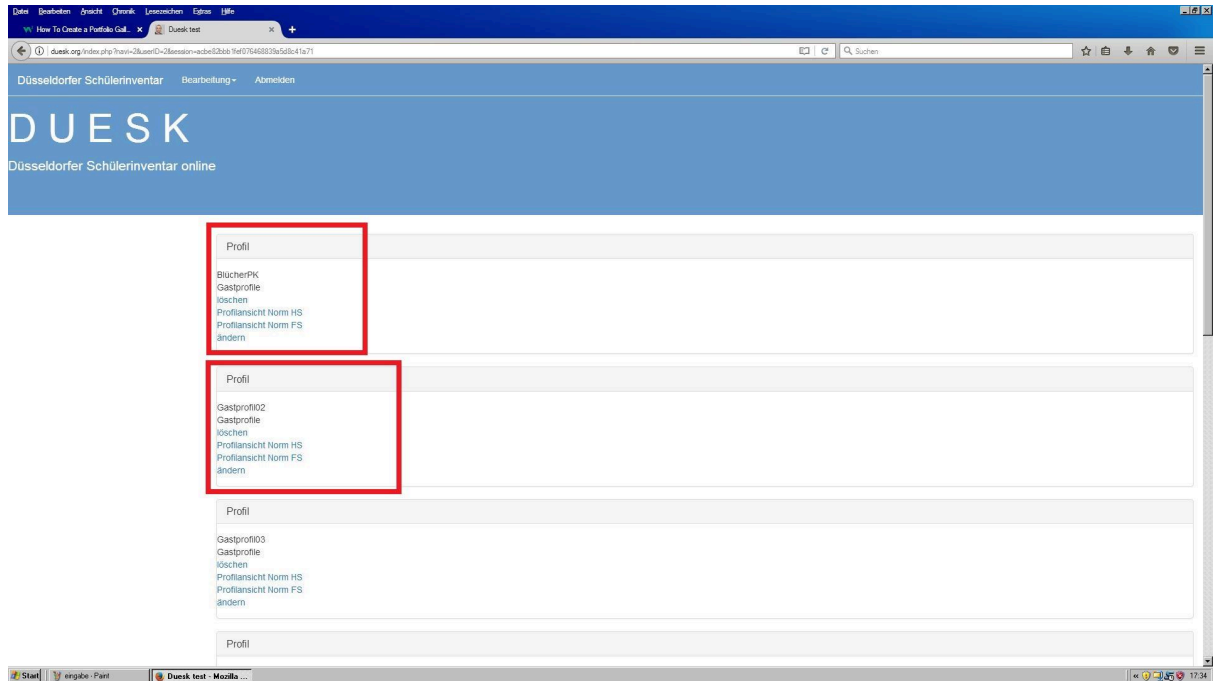 Datei Bearbeiten Ansicht Chronik Lesezeichen Extras Hilfe
How To Create a Portfolio Gal...
Duesk test
duesk.org/index.php?navi=2&userID=2&session=acbe82bbb1fef076468839a5d8c41a71
Suchen
Düsseldorfer Schülerinventar Bearbeitung Abmelden
D U E S K
Düsseldorfer Schülerinventar online
Profil
BlücherPK
Gastprofile
löschen
Profilansicht Norm HS
Profilansicht Norm FS
ändern
Profil
Gastprofil02
Gastprofile
löschen
Profilansicht Norm HS
Profilansicht Norm FS
ändern
Profil
Gastprofil03
Gastprofile
löschen
Profilansicht Norm HS
Profilansicht Norm FS
ändern
Profil
Start eingabe - Paint Duesk test - Mozilla ... 17:34